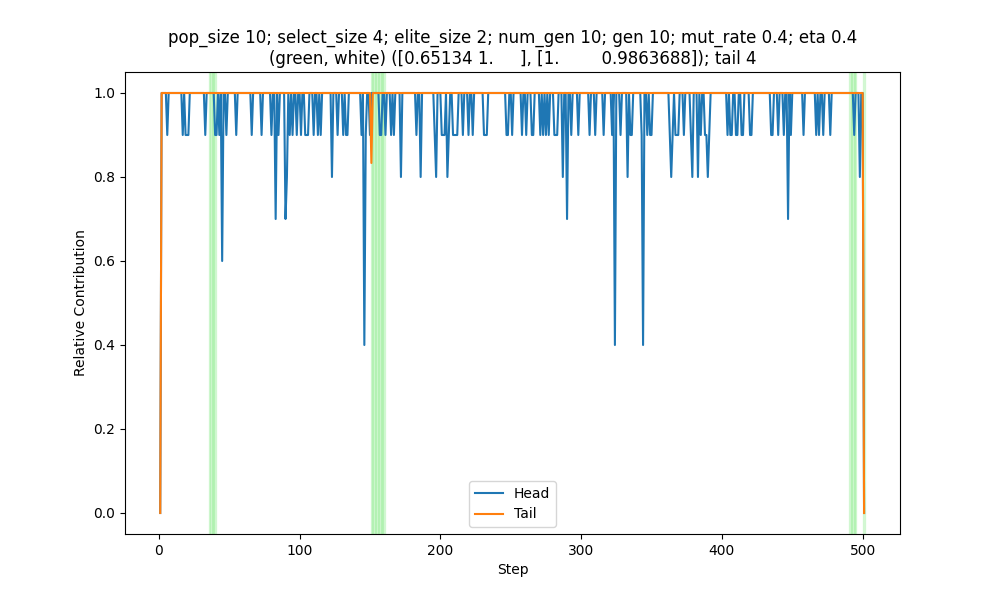 pop_size 10; select_size 4; elite_size 2; num_gen 10; gen 10; mut_rate 0.4; eta 0.4
(green, white) ([0.65134 1.     ], [1.        0.9863688]); tail 4
1.0
0.8
0.6
0.4
0.2
0.0
Relative Contribution
Head
Tail
0
100
200
300
400
500
Step